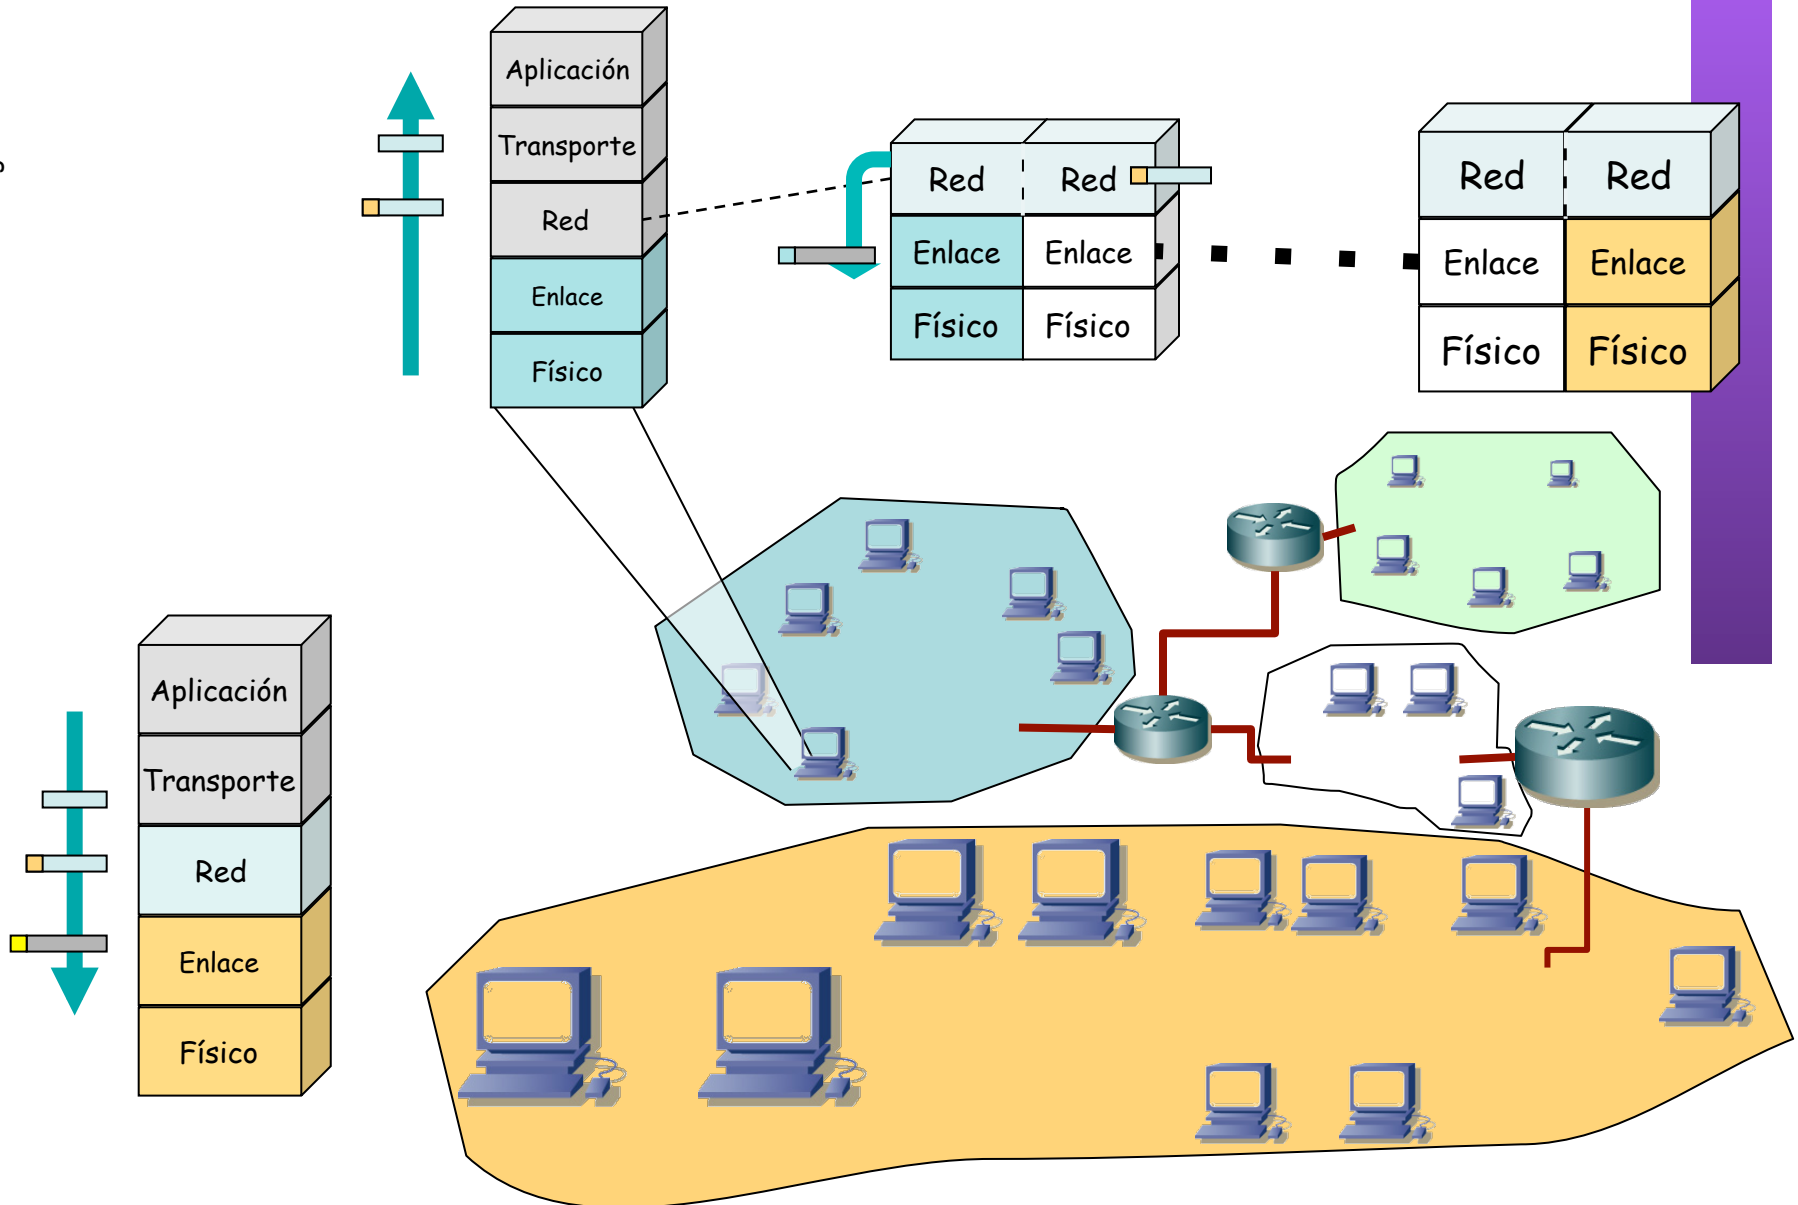 Aplicación
Transporte
Red
Enlace
Físico
Red Red
Enlace Enlace
Físico Físico
Red Red
Enlace Enlace
Físico Físico
Aplicación
Transporte
Red
Enlace
Físico